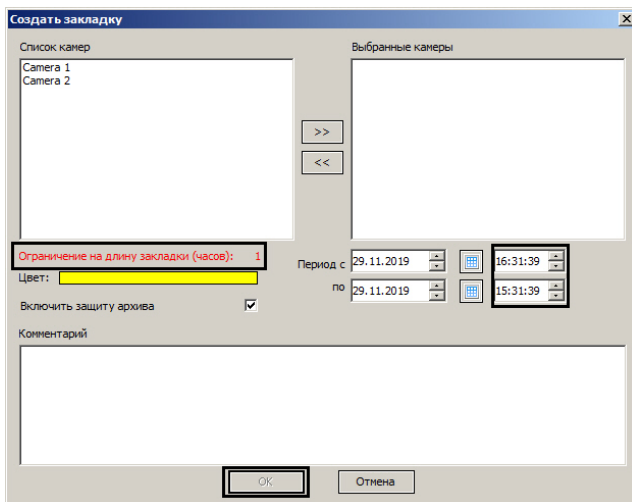 Создать закладку
Список камер
Выбранные камеры
Camera 1
Camera 2
>>
<<
Ограничение на длину закладки (часов): 1
Цвет:
Период с 29.11.2019 16:31:39
по 29.11.2019 15:31:39
Включить защиту архива
Комментарий
OK
Отмена